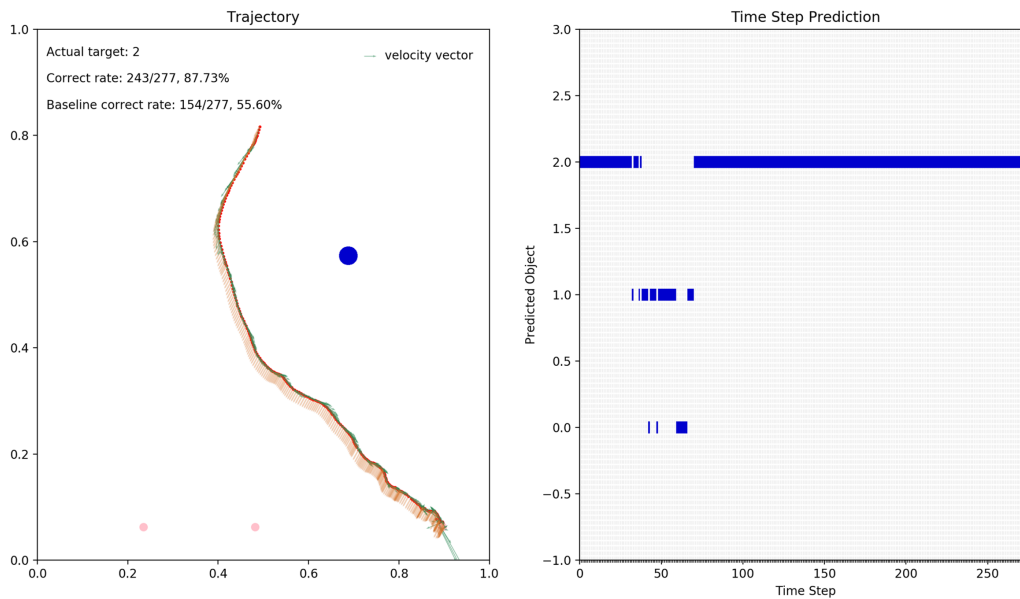 Trajectory
1.0
0.8
0.6
0.4
0.2
0.0
0.0 0.2 0.4 0.6 0.8 1.0
Actual target: 2
Correct rate: 243/277, 87.73%
Baseline correct rate: 154/277, 55.60%
velocity vector
Time Step Prediction
Predicted Object
3.0
2.5
2.0
1.5
1.0
0.5
0.0
−0.5
−1.0
0 50 100 150 200 250
Time Step